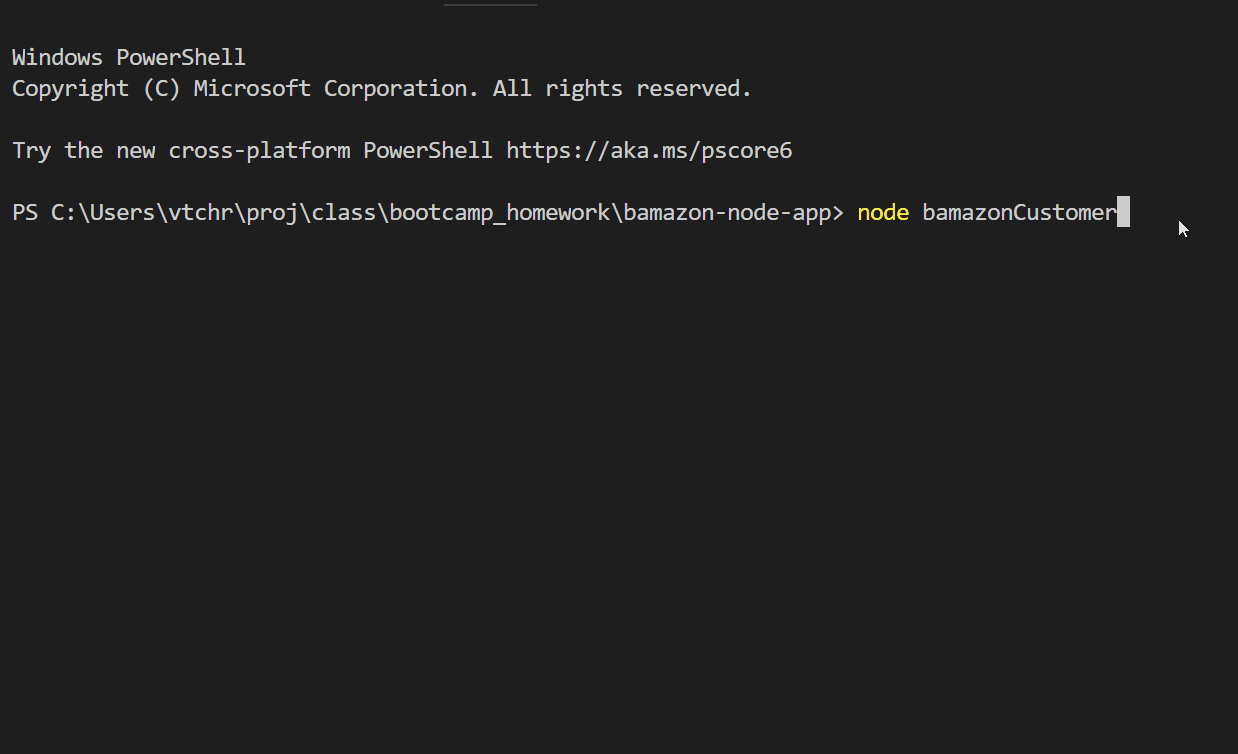 Windows PowerShell
Copyright (C) Microsoft Corporation. All rights reserved.
Try the new cross-platform PowerShell https://aka.ms/pscore6
PS C:\Users\vtchr\proj\class\bootcamp_homework\bamazon-node-app> node bamazonCustomer